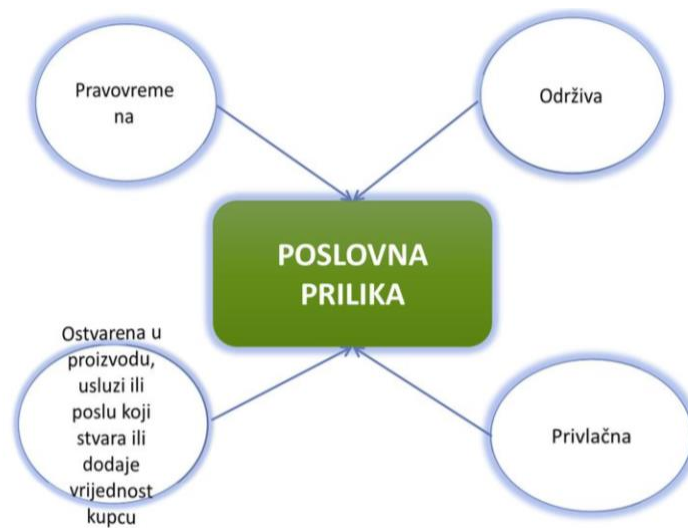 Pravovreme
na
Održiva
POSLOVNA
PRILIKA
Ostvarena u
proizvodu,
usluzi ili
poslu koji
stvara ili
dodaje
vrijednost
kupcu
Privlačna